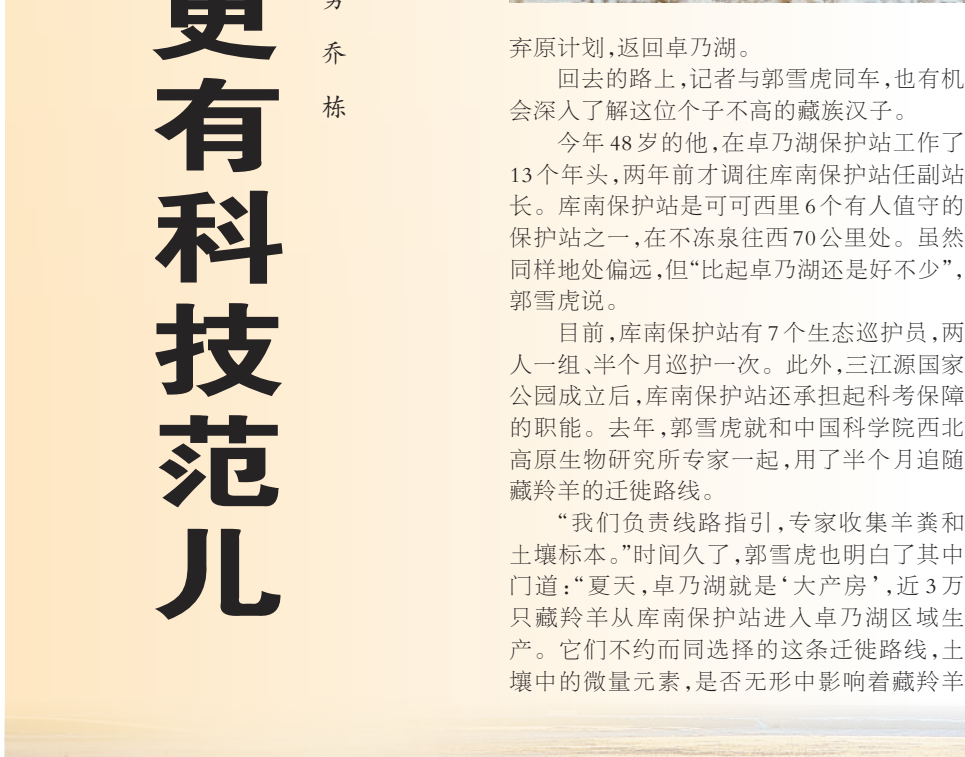 更有科技范儿
乔栋
弃原计划,返回卓乃湖。
回去的路上,记者与郭雪虎同车,也有机
会深入了解这位个子不高的藏族汉子。
今年48岁的他,在卓乃湖保护站工作了
13个年头,两年前才调往库南保护站任副站
长。库南保护站是可可西里6个有人值守的
保护站之一,在不冻泉往西70公里处。虽然
同样地处偏远,但“比起卓乃湖还是好不少”,
郭雪虎说。
目前,库南保护站有7个生态巡护员,两
人一组、半个月巡护一次。此外,三江源国家
公园成立后,库南保护站还承担起科考保障
的职能。去年,郭雪虎就和中国科学院西北
高原生物研究所专家一起,用了半个月追随
藏羚羊的迁徙路线。
“我们负责线路指引,专家收集羊粪和
土壤标本。”时间久了,郭雪虎也明白了其中
门道:“夏天,卓乃湖就是‘大产房’,近3万
只藏羚羊从库南保护站进入卓乃湖区域生
产。它们不约而同选择的这条迁徙路线,土
壤中的微量元素,是否无形中影响着藏羚羊